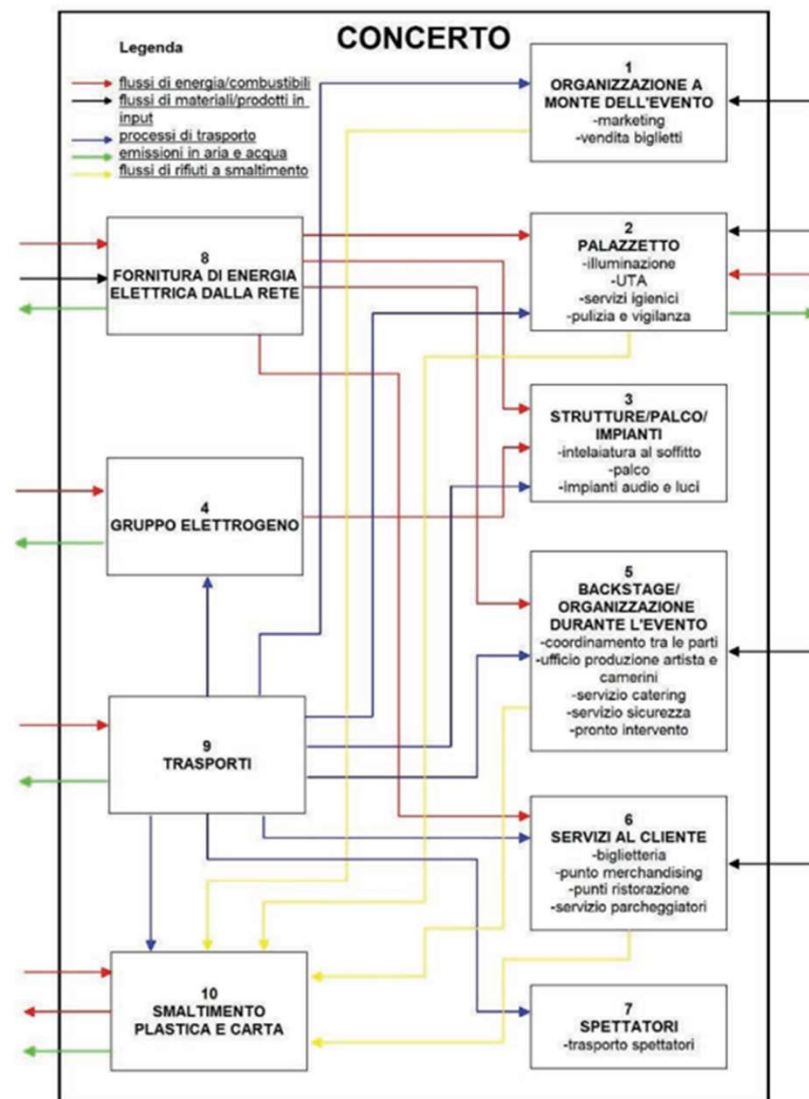 CONCERTO
Legenda
flussi di energia/combustibili
flussi di materiali/prodotti in
input
processi di trasporto
emissioni in aria e acqua
flussi di rifiuti a smaltimento
1
ORGANIZZAZIONE A
MONTE DELL'EVENTO
-marketing
-vendita biglietti
8
FORNITURA DI ENERGIA
ELETTRICA DALLA RETE
2
PALAZZETTO
-illuminazione
-UTA
-servizi igienici
-pulizia e vigilanza
3
STRUTTURE/PALCO/
IMPIANTI
-intelaiatura al soffitto
-palco
-impianti audio e luci
4
GRUPPO ELETTROGENO
5
BACKSTAGE/
ORGANIZZAZIONE
DURANTE L'EVENTO
-coordinamento tra le parti
-ufficio produzione artista e
camerini
-servizio catering
-servizio sicurezza
-pronto intervento
9
TRASPORTI
6
SERVIZI AL CLIENTE
-biglietteria
-punto merchandising
-punti ristorazione
-servizio parcheggiatori
10
SMALTIMENTO
PLASTICA E CARTA
7
SPETTATORI
-trasporto spettatori